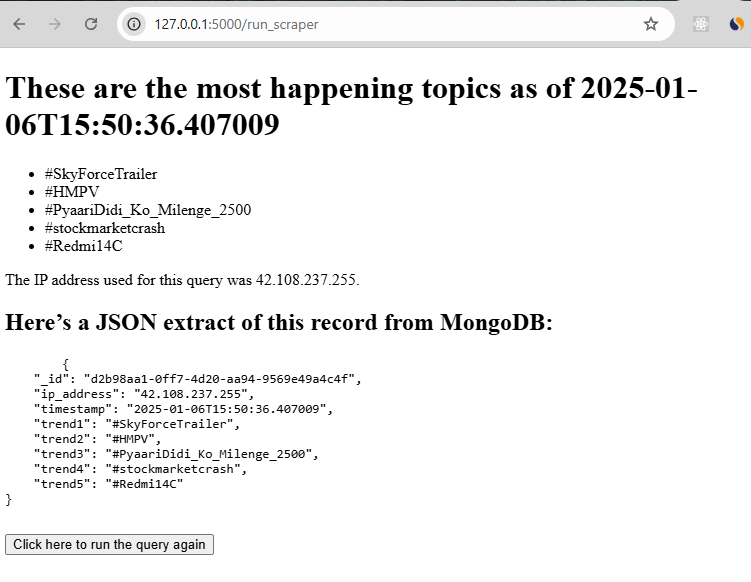 127.0.0.1:5000/run_scraper
These are the most happening topics as of 2025-01-
06T15:50:36.407009
#SkyForceTrailer
#HMPV
#PyaariDidi_Ko_Milenge_2500
#stockmarketcrash
#Redmi14C
The IP address used for this query was 42.108.237.255.
Here’s a JSON extract of this record from MongoDB:
{
"_id": "d2b98aa1-0ff7-4d20-aa94-9569e49a4c4f",
"ip_address": "42.108.237.255",
"timestamp": "2025-01-06T15:50:36.407009",
"trend1": "#SkyForceTrailer",
"trend2": "#HMPV",
"trend3": "#PyaariDidi_Ko_Milenge_2500",
"trend4": "#stockmarketcrash",
"trend5": "#Redmi14C"
}
Click here to run the query again